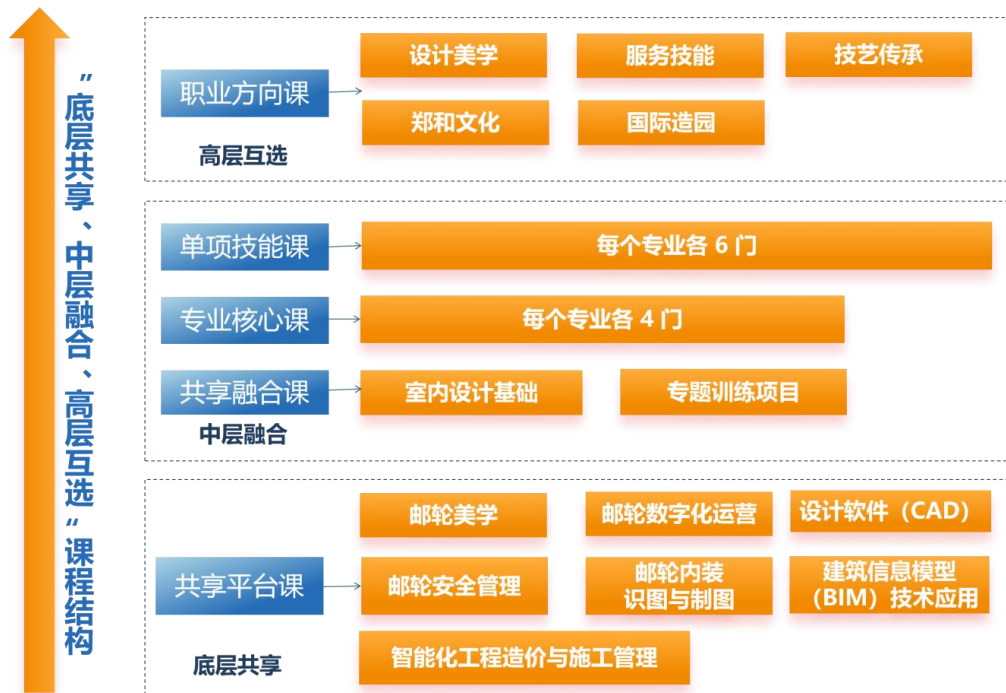 ”底层共享、中层融合、高层互选“课程结构
职业方向课
高层互选
设计美学
服务技能
技艺传承
郑和文化
国际造园
单项技能课
每个专业各 6 门
专业核心课
每个专业各 4 门
共享融合课
中层融合
室内设计基础
专题训练项目
共享平台课
底层共享
邮轮美学
邮轮数字化运营
设计软件（CAD）
邮轮安全管理
邮轮内装
识图与制图
建筑信息模型
（BIM）技术应用
智能化工程造价与施工管理